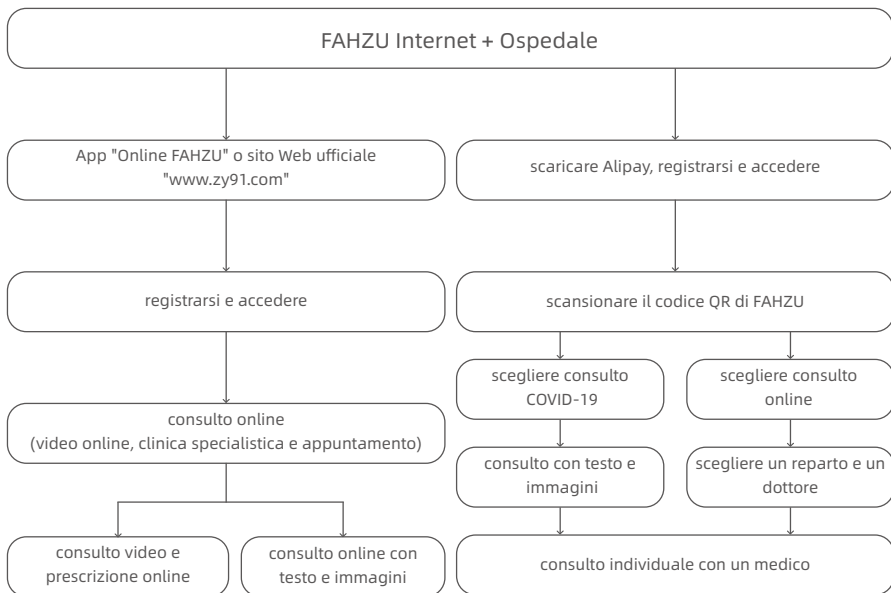 FAHZU Internet + Ospedale
App "Online FAHZU" o sito Web ufficiale
"www.zy91.com"
scaricare Alipay, registrarsi e accedere
registrarsi e accedere
scansionare il codice QR di FAHZU
scegliere consulto
COVID-19
scegliere consulto
online
consulto online
(video online, clinica specialistica e appuntamento)
consulto con testo e
immagini
scegliere un reparto e un
dottore
consulto video e
prescrizione online
consulto online con
testo e immagini
consulto individuale con un medico